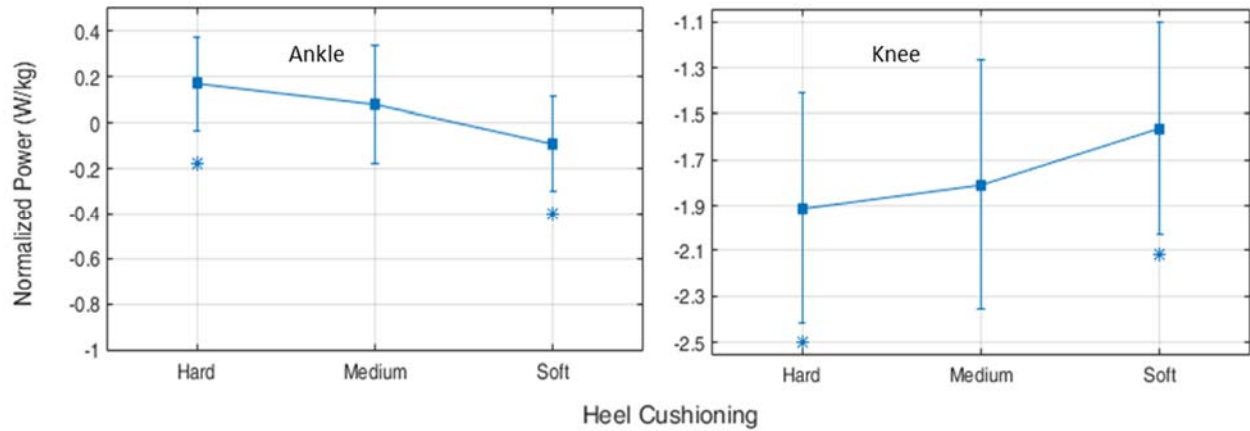 Normalized Power (W/kg)
Ankle
0.4
0.2
0
-0.2
-0.4
-0.6
-0.8
-1
Hard Medium Soft
Knee
-1.1
-1.3
-1.5
-1.7
-1.9
-2.1
-2.3
-2.5
Hard Medium Soft
Heel Cushioning